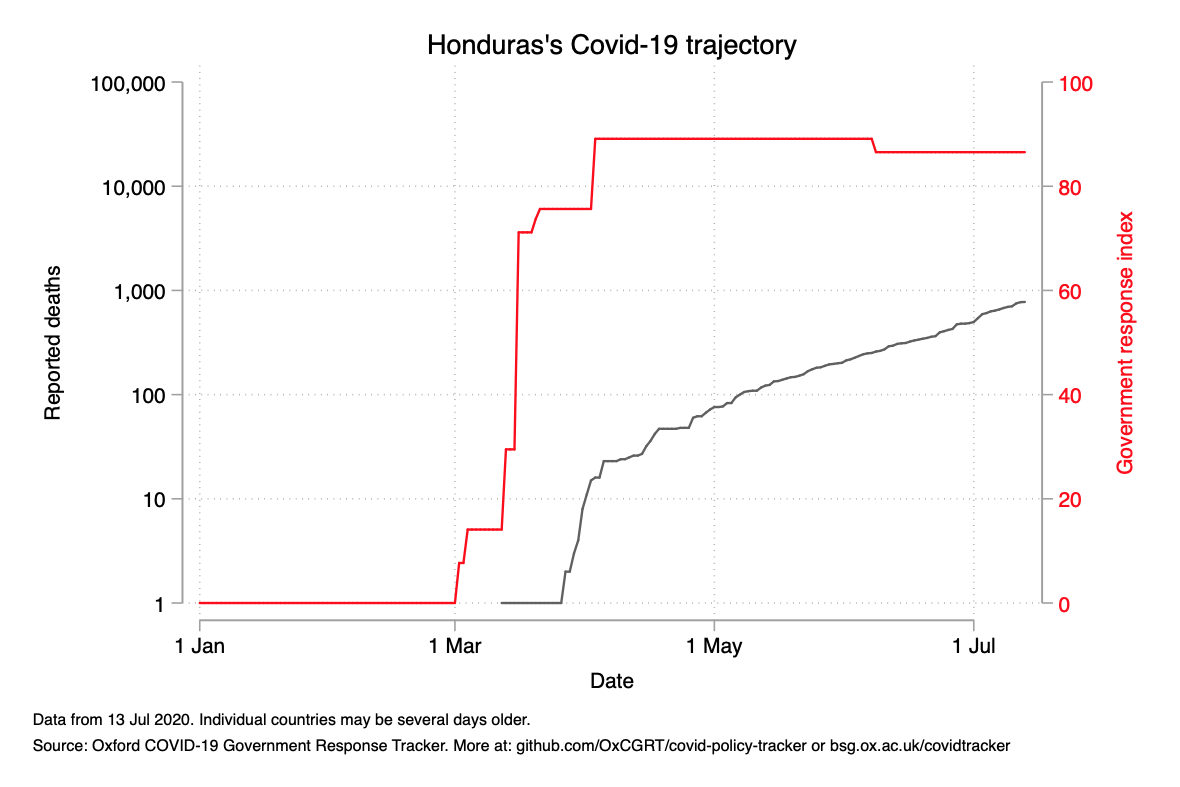 Honduras's Covid-19 trajectory
100,000
10,000
1,000
100
10
1
Reported deaths
100
80
60
40
20
0
Government response index
1 Jan
1 Mar
1 May
1 Jul
Date
Data from 13 Jul 2020. Individual countries may be several days older.
Source: Oxford COVID-19 Government Response Tracker. More at: github.com/OxCGRT/covid-policy-tracker or bsg.ox.ac.uk/covidtracker